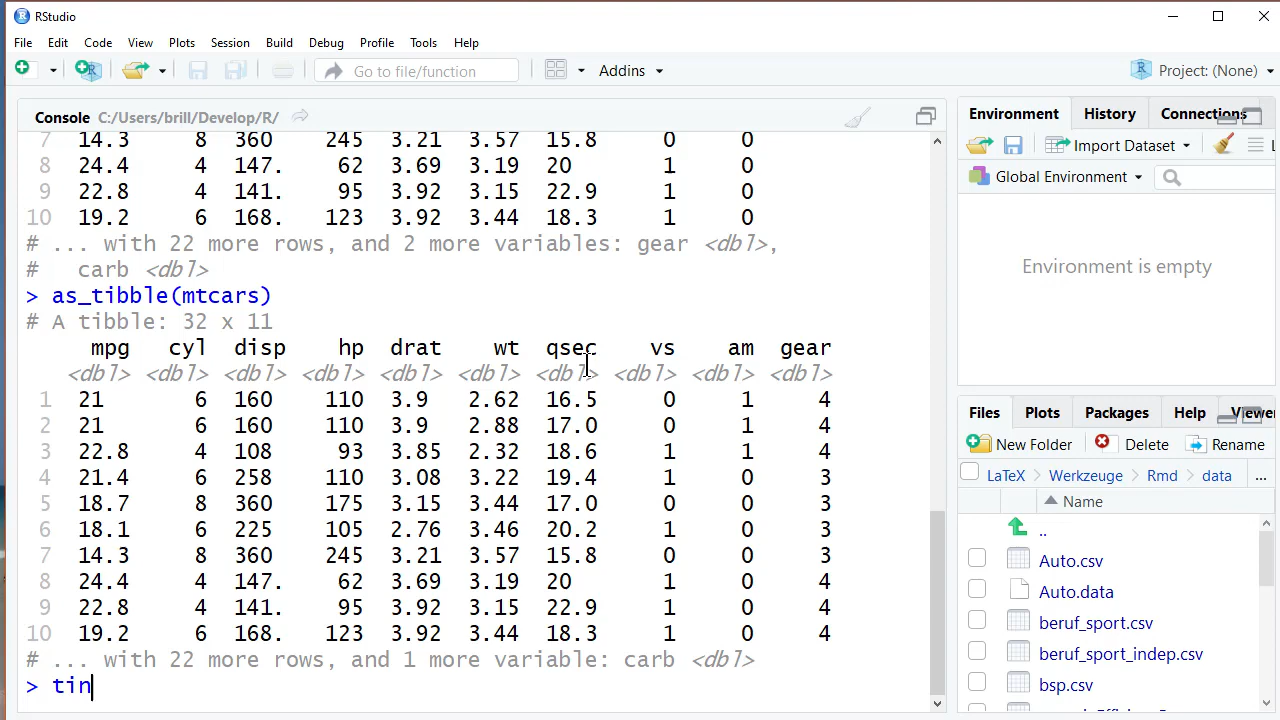 RStudio
File Edit Code View Plots Session Build Debug Profile Tools Help
Go to file/function Addins Project: (None)
Console C:/Users/brill/Develop/R/
7 14.3 8 360 245 3.21 3.57 15.8 0 0
8 24.4 4 147. 62 3.69 3.19 20 1 0
9 22.8 4 141. 95 3.92 3.15 22.9 1 0
10 19.2 6 168. 123 3.92 3.44 18.3 1 0
# ... with 22 more rows, and 2 more variables: gear <dbl>,
# carb <dbl>
> as_tibble(mtcars)
# A tibble: 32 x 11
mpg cyl disp hp drat wt qsec vs am gear
<dbl> <dbl> <dbl> <dbl> <dbl> <dbl> <dbl> <dbl> <dbl> <dbl>
1 21 6 160 110 3.9 2.62 16.5 0 1 4
2 21 6 160 110 3.9 2.88 17.0 0 1 4
3 22.8 4 108 93 3.85 2.32 18.6 1 1 4
4 21.4 6 258 110 3.08 3.22 19.4 1 0 3
5 18.7 8 360 175 3.15 3.44 17.0 0 0 3
6 18.1 6 225 105 2.76 3.46 20.2 1 0 3
7 14.3 8 360 245 3.21 3.57 15.8 0 0 3
8 24.4 4 147. 62 3.69 3.19 20 1 0 4
9 22.8 4 141. 95 3.92 3.15 22.9 1 0 4
10 19.2 6 168. 123 3.92 3.44 18.3 1 0 4
# ... with 22 more rows, and 1 more variable: carb <dbl>
> tin
Environment History Connections
Import Dataset L
Global Environment
Environment is empty
Files Plots Packages Help Viewer
New Folder Delete Rename
LaTeX Werkzeuge Rmd data ...
Name
..
Auto.csv
Auto.data
beruf_sport.csv
beruf_sport_indep.csv
bsp.csv